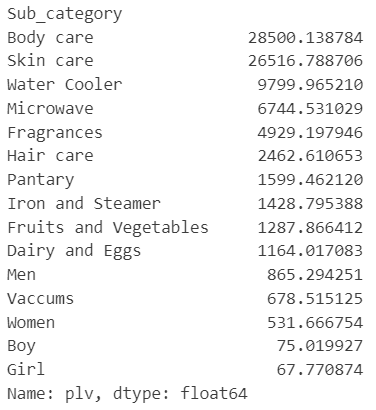 Sub_category
Body care 28500.138784
Skin care 26516.788706
Water Cooler 9799.965210
Microwave 6744.531029
Fragrances 4929.197946
Hair care 2462.610653
Pantary 1599.462120
Iron and Steamer 1428.795388
Fruits and Vegetables 1287.866412
Dairy and Eggs 1164.017083
Men 865.294251
Vaccums 678.515125
Women 531.666754
Boy 75.019927
Girl 67.770874
Name: plv, dtype: float64